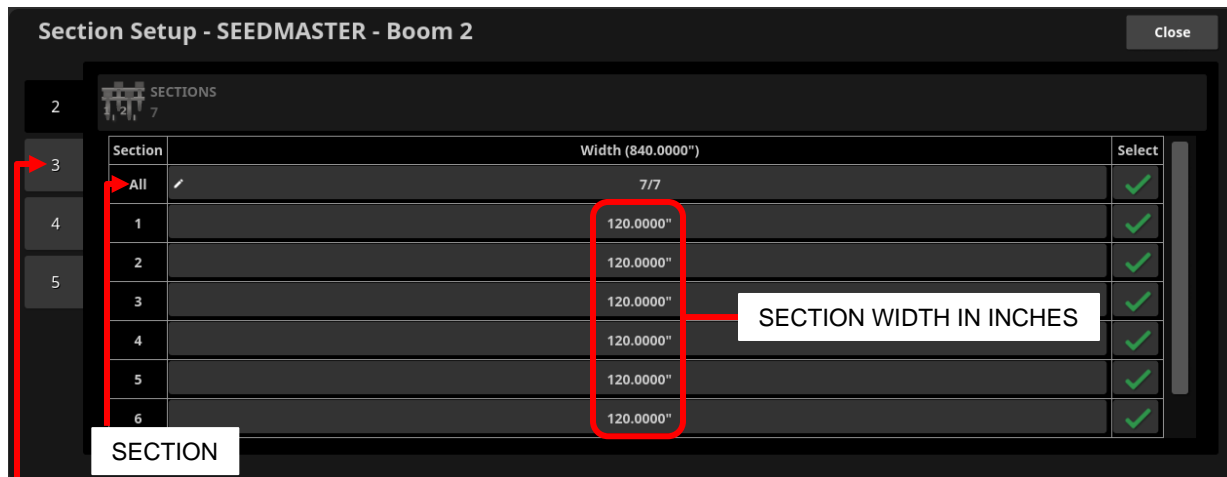 Section Setup - SEEDMASTER - Boom 2
Close
2
3
4
5
SECTIONS
1, 2, 7
Section Width (840.0000") Select
All 7/7
1 120.0000"
2 120.0000"
3 120.0000"
4 120.0000"
5 120.0000"
6 120.0000"
SECTION WIDTH IN INCHES
SECTION